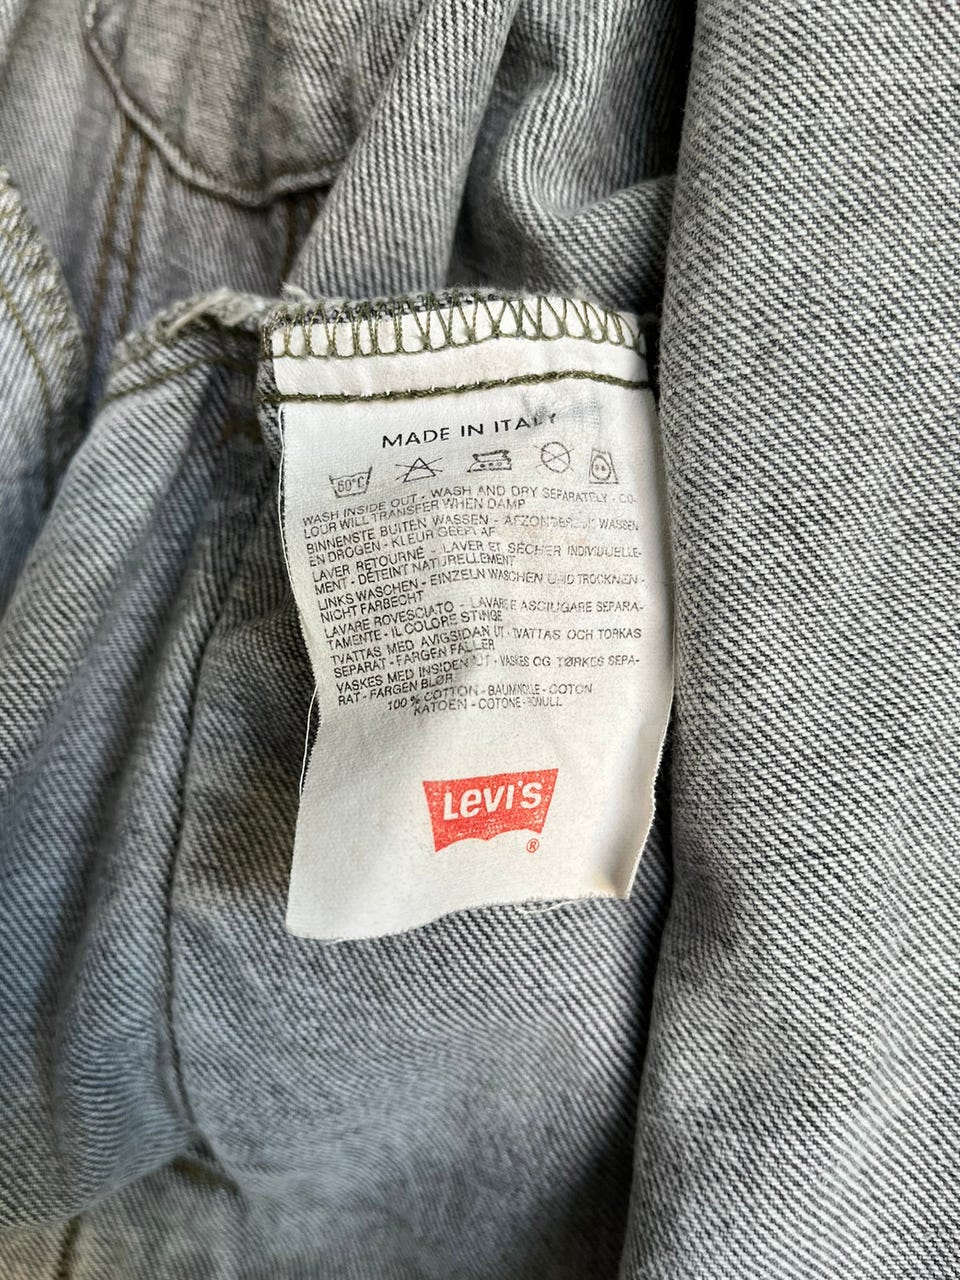 MADE IN ITALY
60°C
WASH INSIDE OUT - WASH AND DRY SEPARATELY - CO-
LOUR WILL TRANSFER WHEN DAMP
BINNENSTE BUITEN WASSEN - AFZONDERLIJK WASSEN
EN DROGEN - KLEUR GEEFT AF
LAVER RETOURNÉ - LAVER ET SÉCHER INDIVIDUELLE-
MENT - DÉTEINT NATURELLEMENT
LINKS WASCHEN - EINZELN WASCHEN UND TROCKNEN -
NICHT FARBECHT
LAVARE ROVESCIATO - LAVARE E ASCIUGARE SEPARA-
TAMENTE - IL COLORE STINGE
TVATTAS MED AVIGSIDAN UT - TVATTAS OCH TORKAS
SEPARAT - FARGEN FALLER
VASKES MED INSIDEN UT - VASKES OG TØRKES SEPA-
RAT - FARGEN BLØR
100% COTTON - BAUMWOLLE - COTON
KATOEN - COTONE - BOMULL
Levi's
®